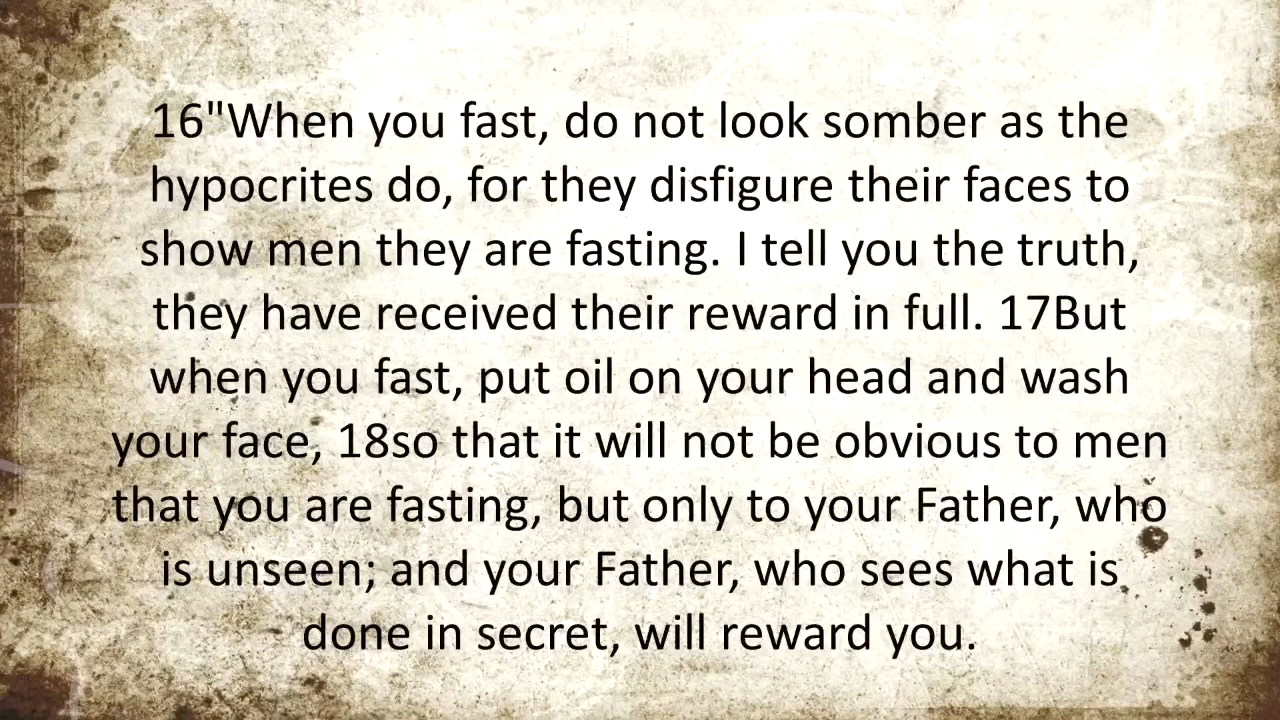 16"When you fast, do not look somber as the
hypocrites do, for they disfigure their faces to
show men they are fasting. I tell you the truth,
they have received their reward in full. 17But
when you fast, put oil on your head and wash
your face, 18so that it will not be obvious to men
that you are fasting, but only to your Father, who
is unseen; and your Father, who sees what is
done in secret, will reward you.